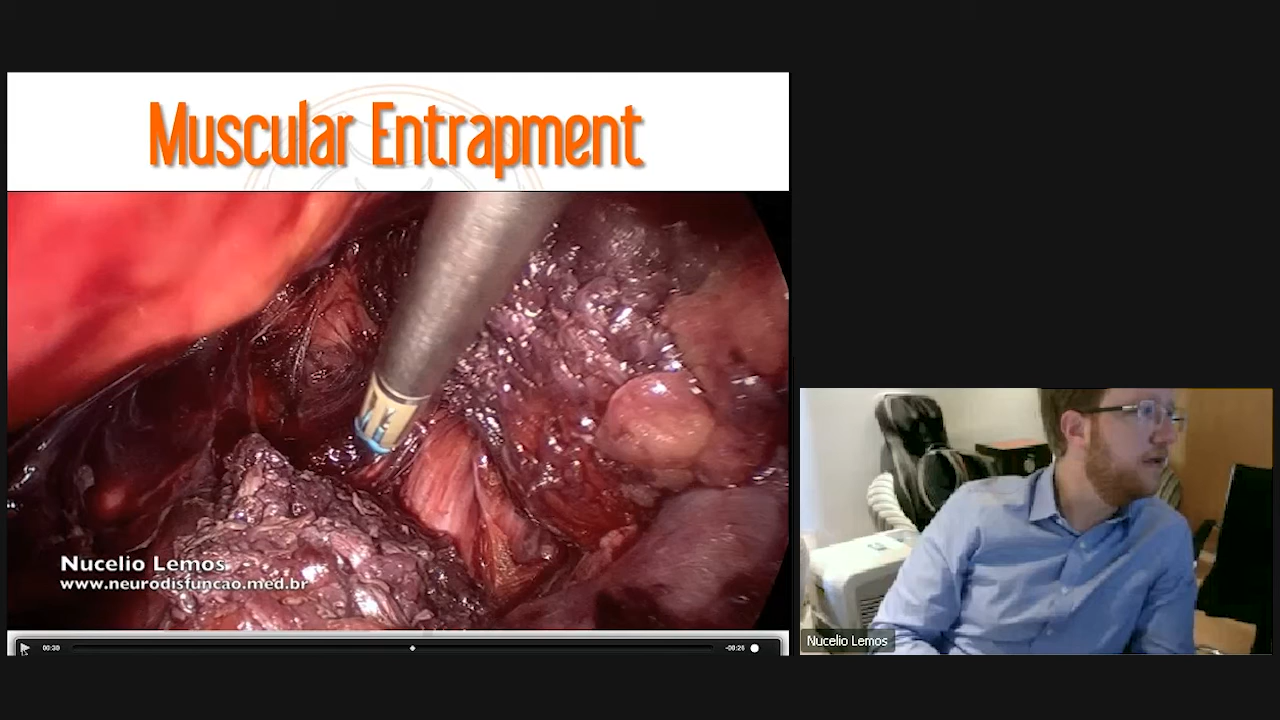 Muscular Entrapment
Nucelio Lemos
www.neurodisfuncao.med.br
00:30
-00:26
Nucelio Lemos